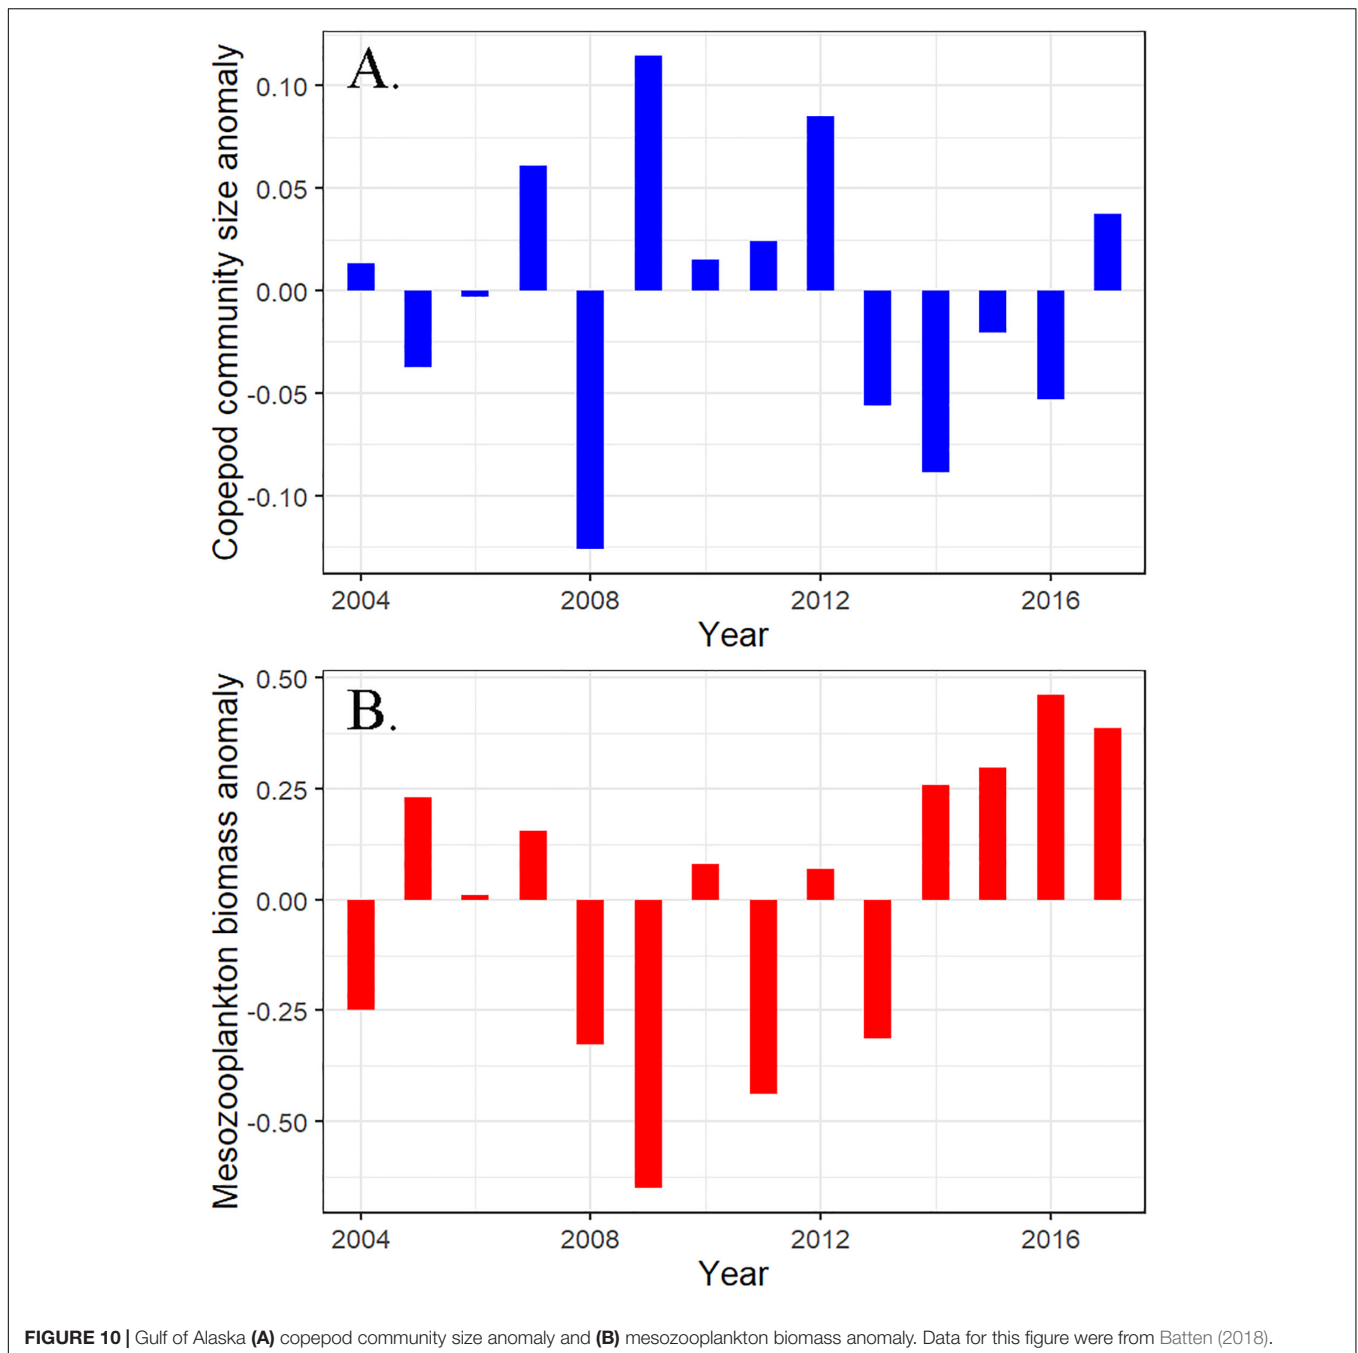 A.
Copepod community size anomaly
0.10
0.05
0.00
-0.05
-0.10
2004 2008 2012 2016
Year
B.
Mesozooplankton biomass anomaly
0.50
0.25
0.00
-0.25
-0.50
2004 2008 2012 2016
Year
FIGURE 10 | Gulf of Alaska (A) copepod community size anomaly and (B) mesozooplankton biomass anomaly. Data for this figure were from Batten (2018).